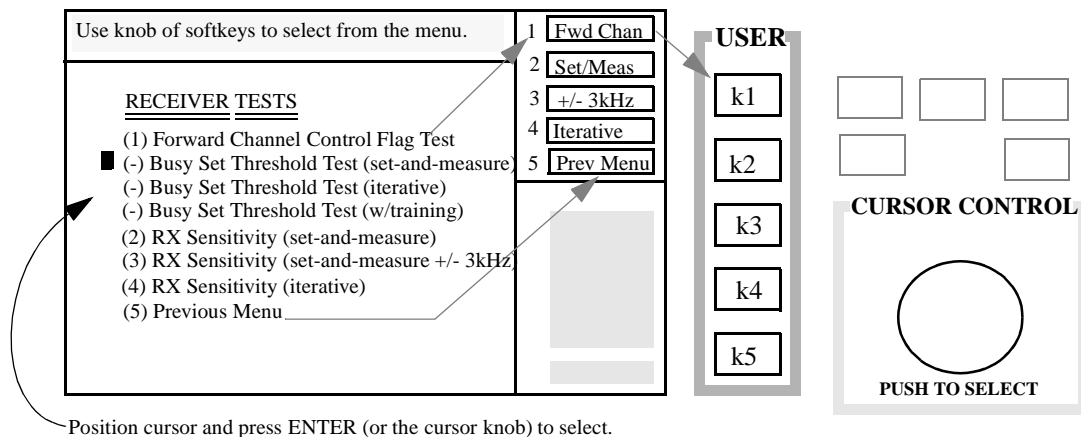 Use knob of softkeys to select from the menu.
RECEIVER TESTS
(1) Forward Channel Control Flag Test
(-) Busy Set Threshold Test (set-and-measure)
(-) Busy Set Threshold Test (iterative)
(-) Busy Set Threshold Test (w/training)
(2) RX Sensitivity (set-and-measure)
(3) RX Sensitivity (set-and-measure +/- 3kHz)
(4) RX Sensitivity (iterative)
(5) Previous Menu
1 Fwd Chan
2 Set/Meas
3 +/- 3kHz
4 Iterative
5 Prev Menu
USER
k1
k2
k3
k4
k5
CURSOR CONTROL
PUSH TO SELECT
Position cursor and press ENTER (or the cursor knob) to select.